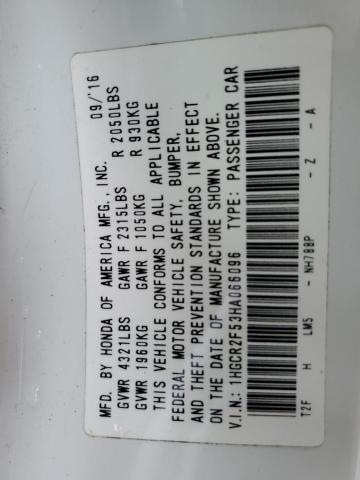 MFD. BY HONDA OF AMERICA MFG., INC. 09/'16
GVWR 4321LBS GAWR F 2315LBS R 2050LBS
GVWR 1960KG GAWR F 1050KG R 930KG
THIS VEHICLE CONFORMS TO ALL APPLICABLE
FEDERAL MOTOR VEHICLE SAFETY, BUMPER,
AND THEFT PREVENTION STANDARDS IN EFFECT
ON THE DATE OF MANUFACTURE SHOWN ABOVE.
V.I.N.: 1HGCR2F53HA066096 TYPE: PASSENGER CAR
T2F H LM5 - NH788P - Z - A